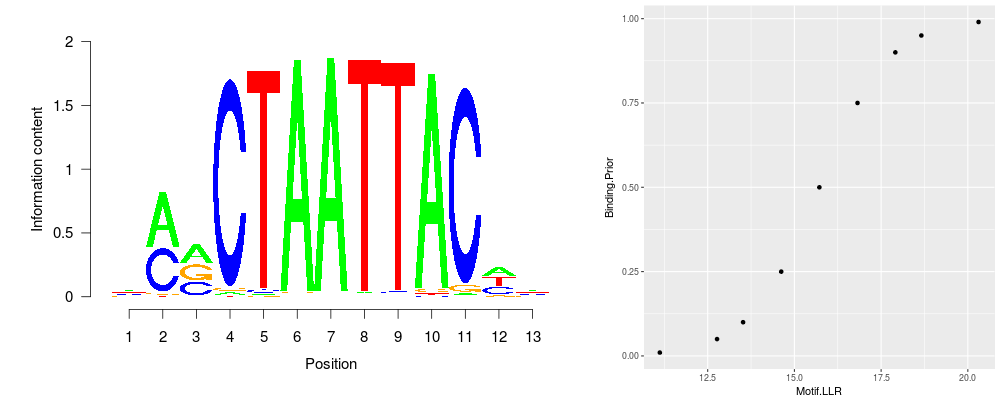 2
1.5
1
0.5
0
Information content
A C
A G C
C T A A T T A C
G
A T C
1 2 3 4 5 6 7 8 9 10 11 12 13
Position
1.00
0.75
0.50
0.25
0.00
Binding.Prior
12.5 15.0 17.5 20.0
Motif.LLR